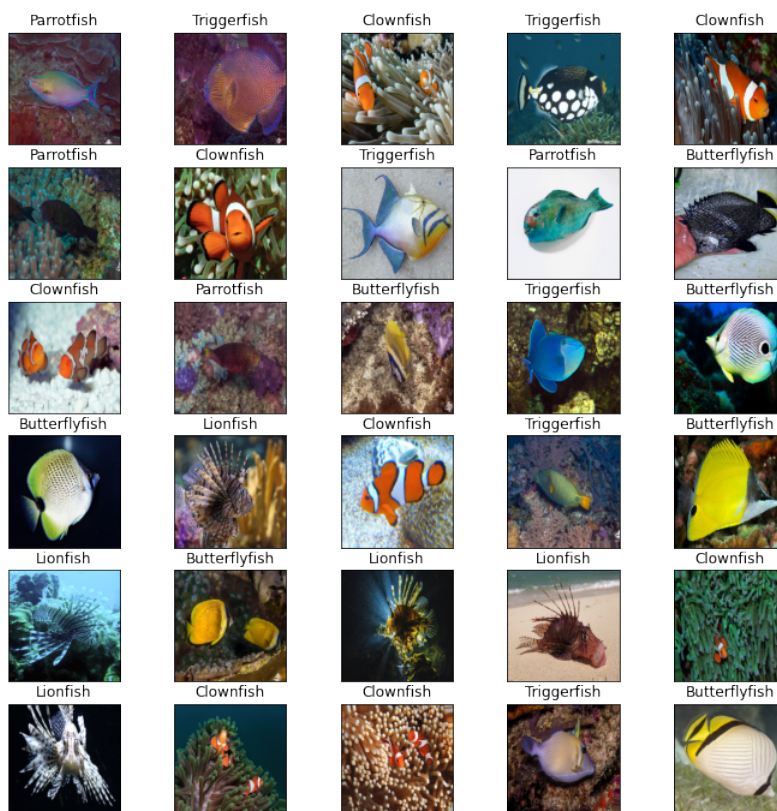 Parrotfish Triggerfish Clownfish Triggerfish Clownfish
Parrotfish Clownfish Triggerfish Parrotfish Butterflyfish
Clownfish Parrotfish Butterflyfish Triggerfish Butterflyfish
Butterflyfish Lionfish Clownfish Triggerfish Butterflyfish
Lionfish Butterflyfish Lionfish Lionfish Clownfish
Lionfish Clownfish Clownfish Triggerfish Butterflyfish